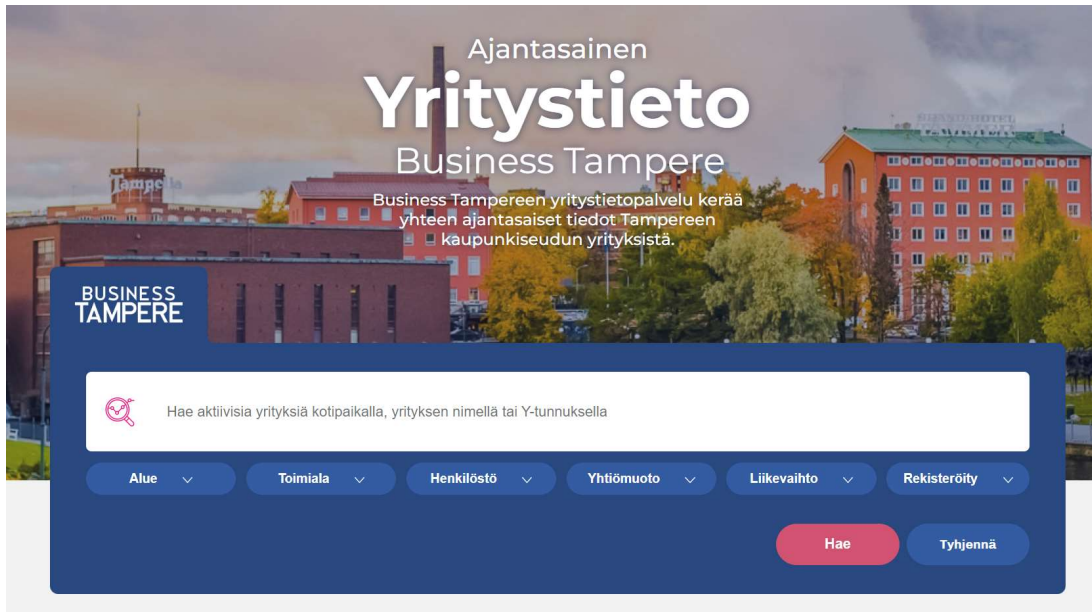 Ajantasainen
Yritystieto
Business Tampere
Business Tampereen yritystietopalvelu kerää
yhteen ajantasaiset tiedot Tampereen
kaupunkiseudun yrityksistä.
Tampella
BUSINESS
TAMPERE
Hae aktiivisia yrityksiä kotipaikalla, yrityksen nimellä tai Y-tunnuksella
Alue Toimiala Henkilöstö Yhtiömuoto Liikevaihto Rekisteröity
Hae Tyhjennä